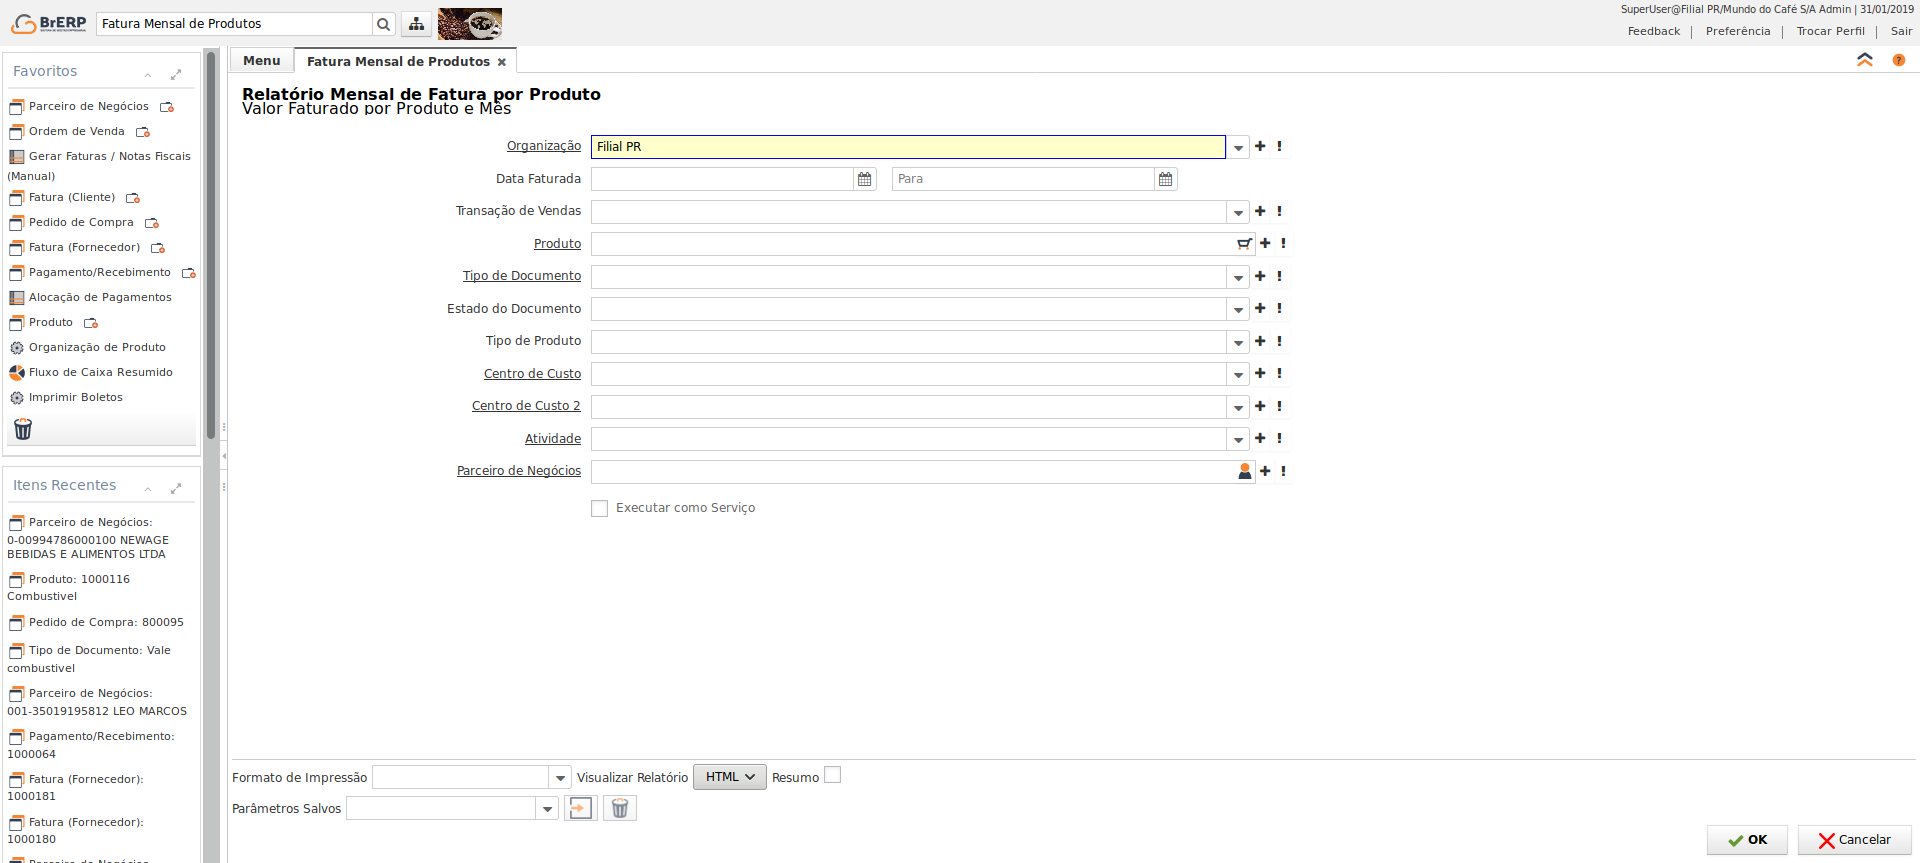 BrERP
Fatura Mensal de Produtos
SuperUser@Filial PR/Mundo do Café S/A Admin | 31/01/2019
Feedback | Preferência | Trocar Perfil | Sair
Favoritos
Parceiro de Negócios
Ordem de Venda
Gerar Faturas / Notas Fiscais
(Manual)
Fatura (Cliente)
Pedido de Compra
Fatura (Fornecedor)
Pagamento/Recebimento
Alocação de Pagamentos
Produto
Organização de Produto
Fluxo de Caixa Resumido
Imprimir Boletos
Itens Recentes
Parceiro de Negócios:
0-00994786000100 NEWAGE
BEBIDAS E ALIMENTOS LTDA
Produto: 1000116
Combustivel
Pedido de Compra: 800095
Tipo de Documento: Vale
combustivel
Parceiro de Negócios:
001-35019195812 LEO MARCOS
Pagamento/Recebimento:
1000064
Fatura (Fornecedor):
1000181
Fatura (Fornecedor):
1000180
Parceiro de Negócios
Menu
Fatura Mensal de Produtos
Relatório Mensal de Fatura por Produto
Valor Faturado por Produto e Mês
Organização Filial PR
Data Faturada Para
Transação de Vendas
Produto
Tipo de Documento
Estado do Documento
Tipo de Produto
Centro de Custo
Centro de Custo 2
Atividade
Parceiro de Negócios
Executar como Serviço
Formato de Impressão Visualizar Relatório HTML Resumo
Parâmetros Salvos
OK Cancelar